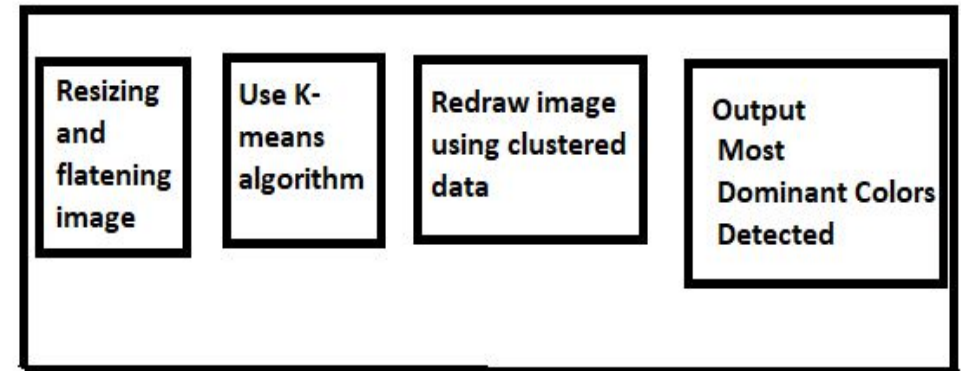 Resizing
and
flatening
image
Use K-
means
algorithm
Redraw image
using clustered
data
Output
Most
Dominant Colors
Detected